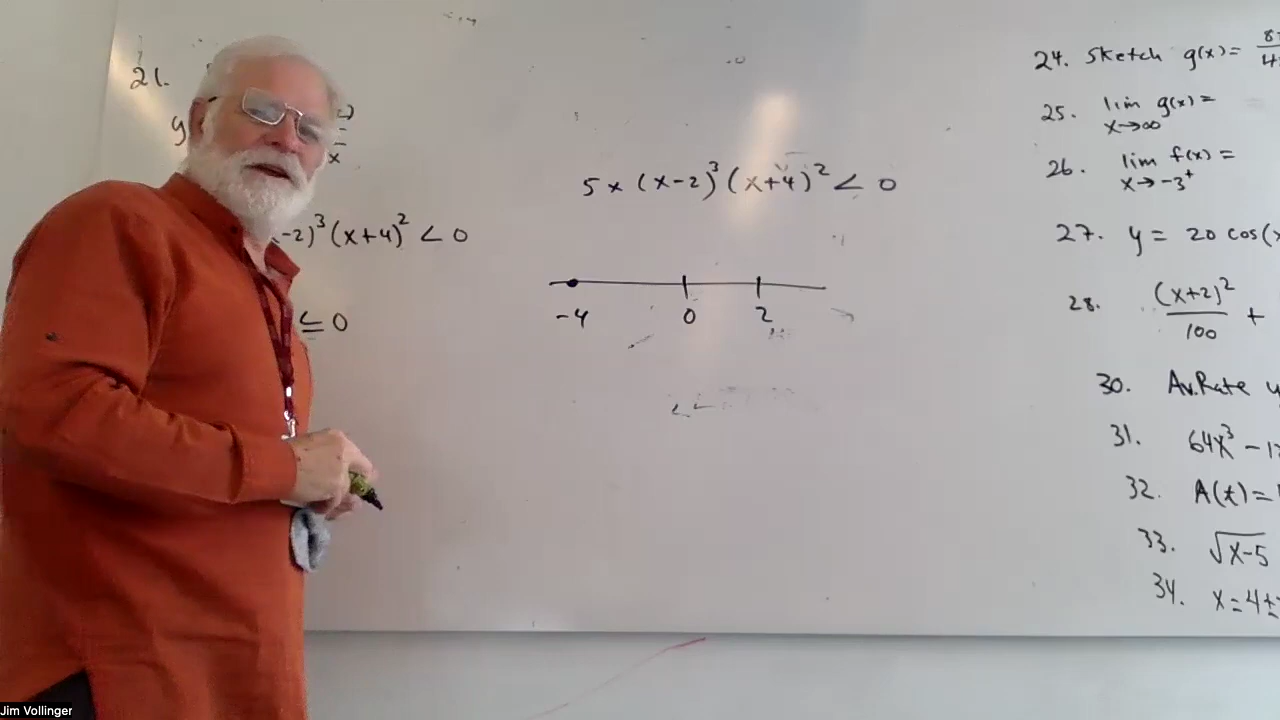 21.
y
x
-2)³(x+4)² < 0
≤ 0
5x(x-2)³(x+4)² < 0
-4 0 2
24. Sketch g(x)=
25. lim g(x)=
x→∞
26. lim f(x)=
x→-3⁺
27. y = 20 cos(x
28. (x+2)² +
100
30. Av.Rate
31. 64x³ - 1
32. A(t)=
33. √x-5
34. x=4±
Jim Vollinger